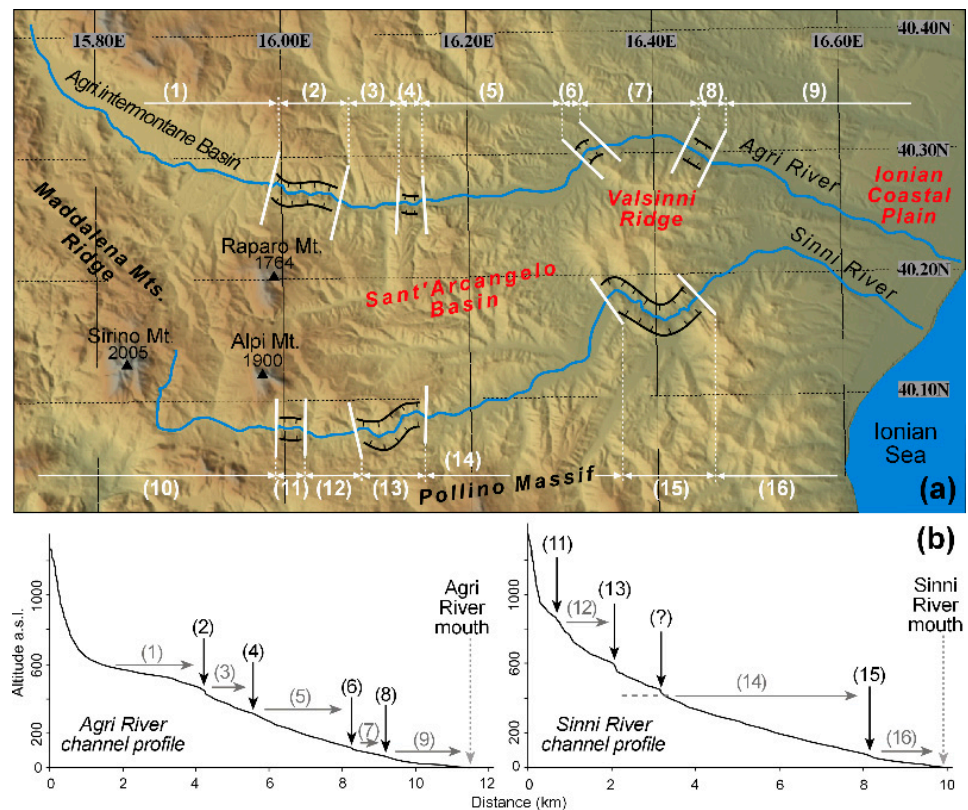 15.80E 16.00E 16.20E 16.40E 16.60E 40.40N
(1) (2) (3) (4) (5) (6) (7) (8) (9)
Agri intermontane Basin
40.30N
Agri River
Ionian
Coastal
Plain
Valsinni
Ridge
Maddalena Mts.
Ridge
Raparo Mt.
1764
Sinni River
40.20N
Sant'Arcangelo
Basin
Sirino Mt.
2005
Alpi Mt.
1900
40.10N
Ionian
Sea
(10) (11) (12) (13) (14) (15) (16)
Pollino Massif
(a)
(b)
Altitude a.s.l.
1000
600
200
0
(1) (2) (3) (4) (5) (6) (7) (8) (9)
Agri
River
mouth
Agri River
channel profile
0 2 4 6 8 10 12
Distance (km)
1000
600
400
200
0
(11) (12) (13) (?) (14) (15) (16)
Sinni
River
mouth
Sinni River
channel profile
0 2 4 6 8 10